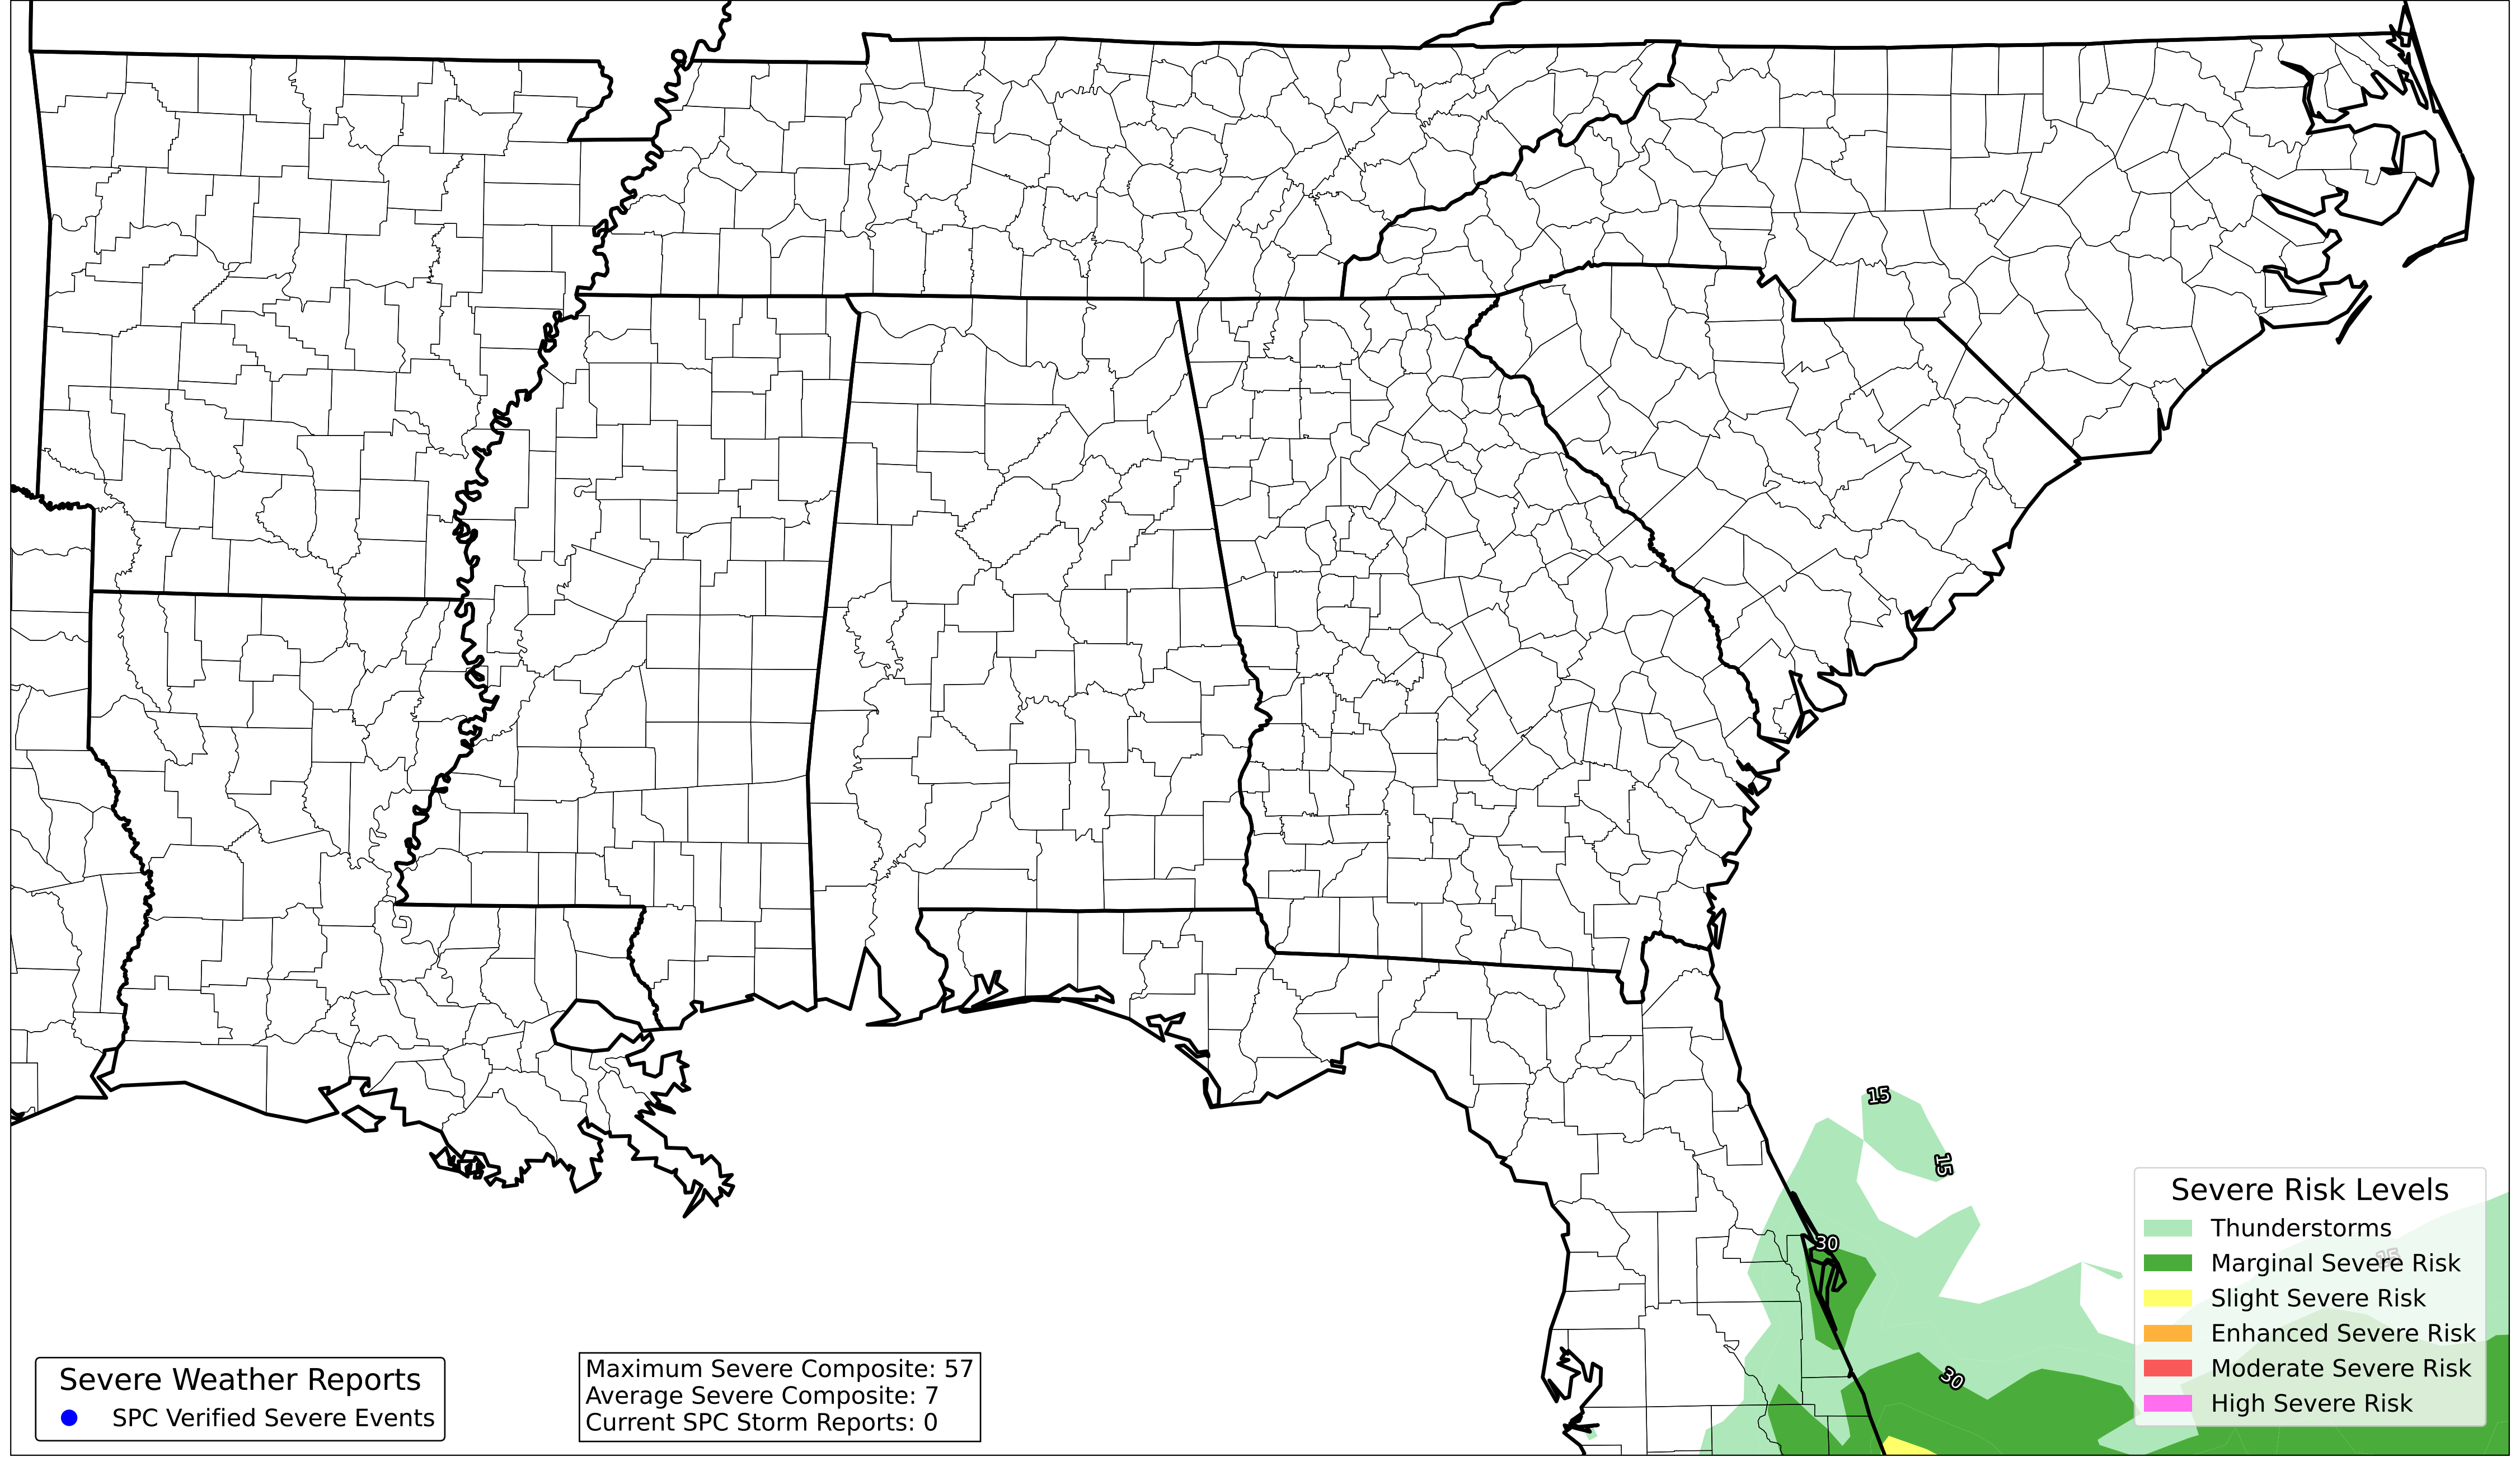 15
15
30
15
30
Severe Risk Levels
Thunderstorms
Marginal Severe Risk
Slight Severe Risk
Enhanced Severe Risk
Moderate Severe Risk
High Severe Risk
Severe Weather Reports
SPC Verified Severe Events
Maximum Severe Composite: 57
Average Severe Composite: 7
Current SPC Storm Reports: 0